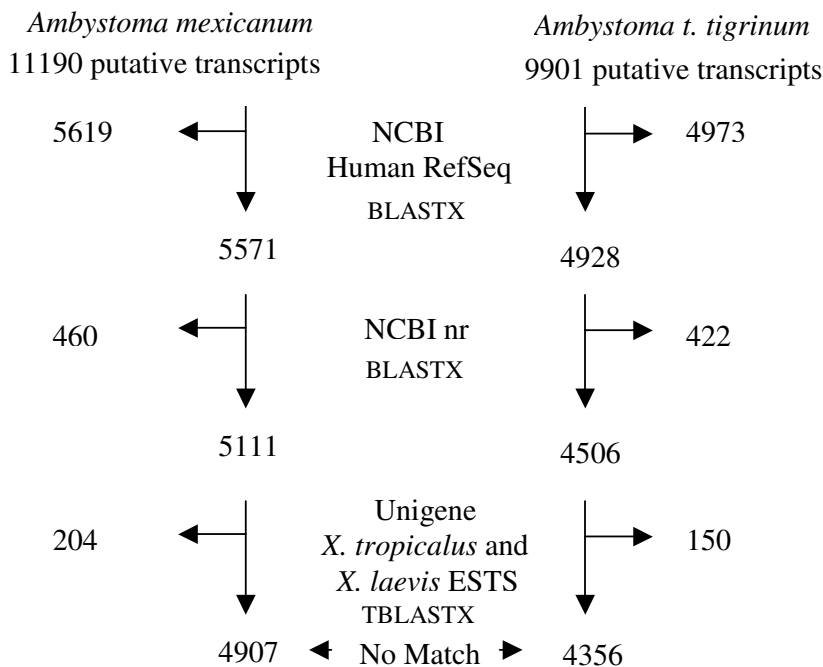 Ambystoma mexicanum
11190 putative transcripts
Ambystoma t. tigrinum
9901 putative transcripts
5619
NCBI
Human RefSeq
BLASTX
4973
5571
4928
460
NCBI nr
BLASTX
422
5111
4506
204
Unigene
X. tropicalus and
X. laevis ESTS
TBLASTX
150
4907
No Match
4356